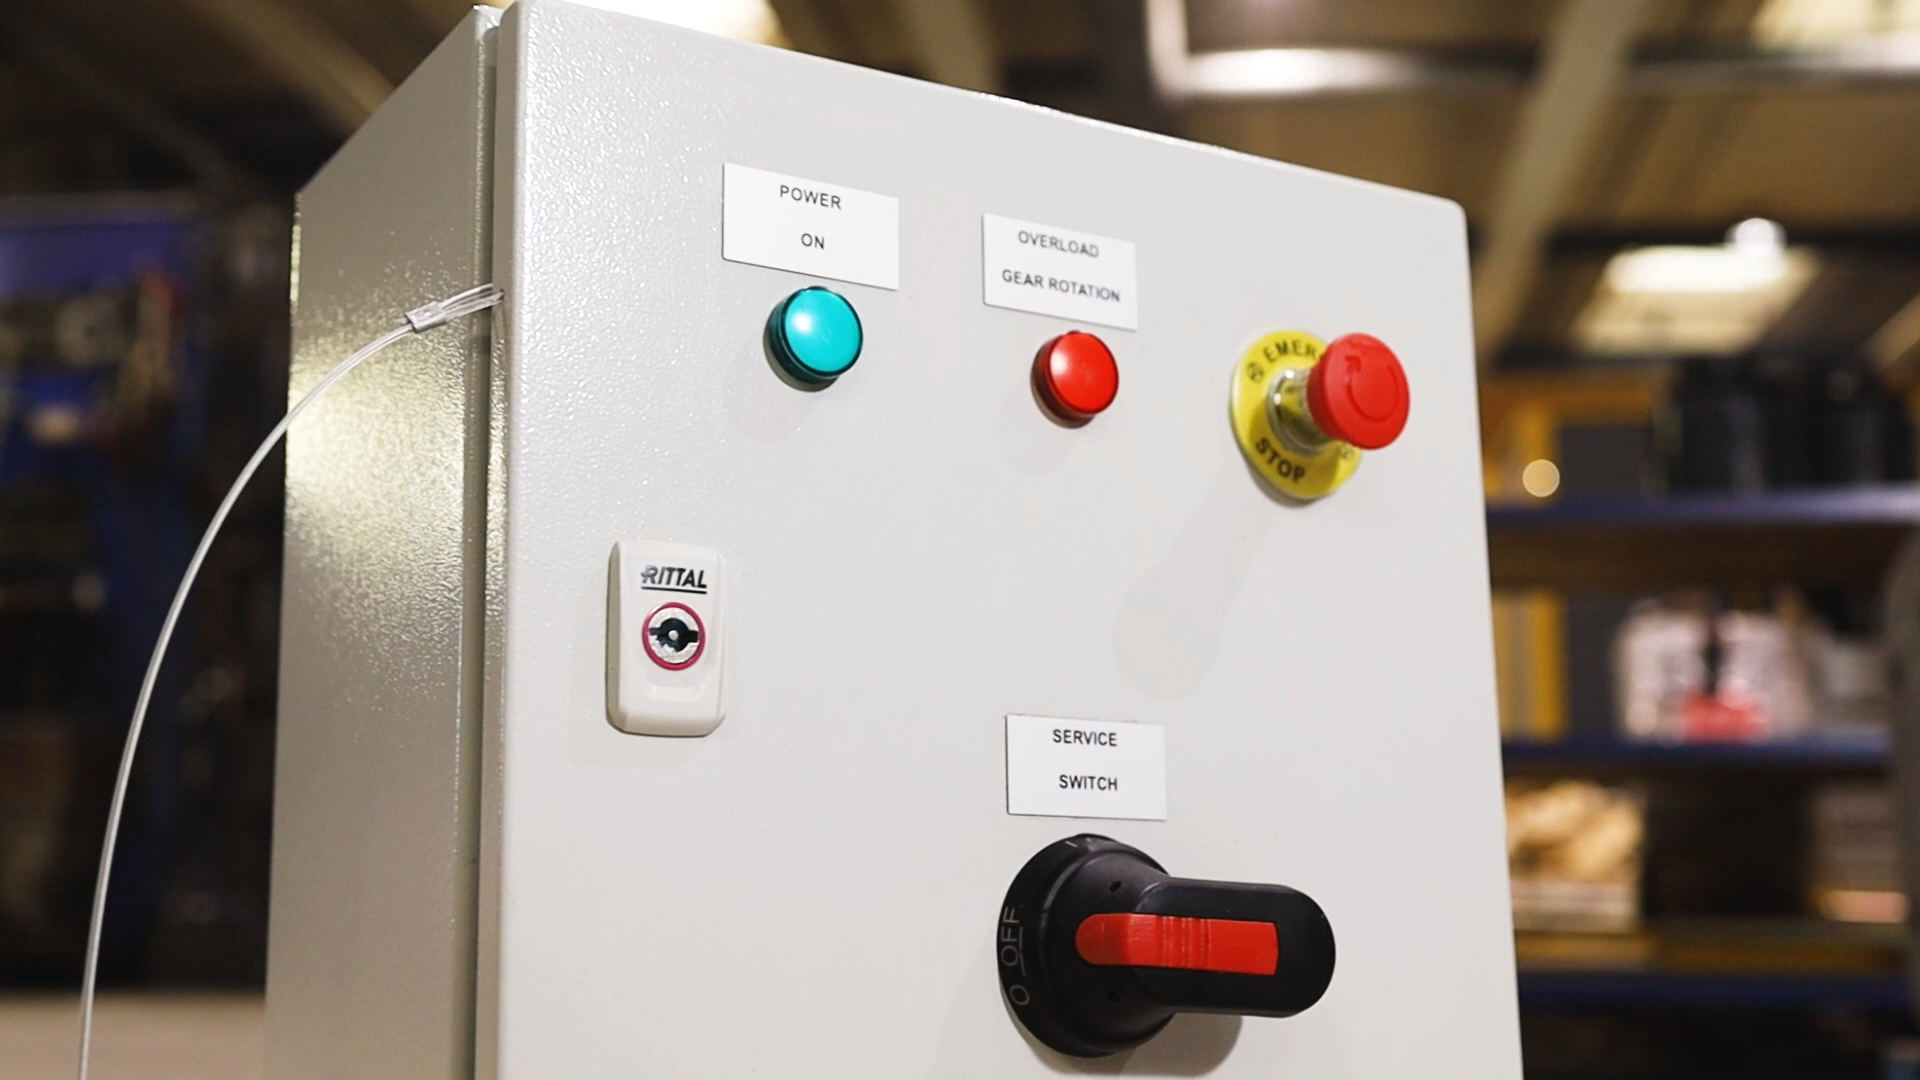 POWER
ON
OVERLOAD
GEAR ROTATION
EMER
STOP
RITTAL
SERVICE
SWITCH
O OFF